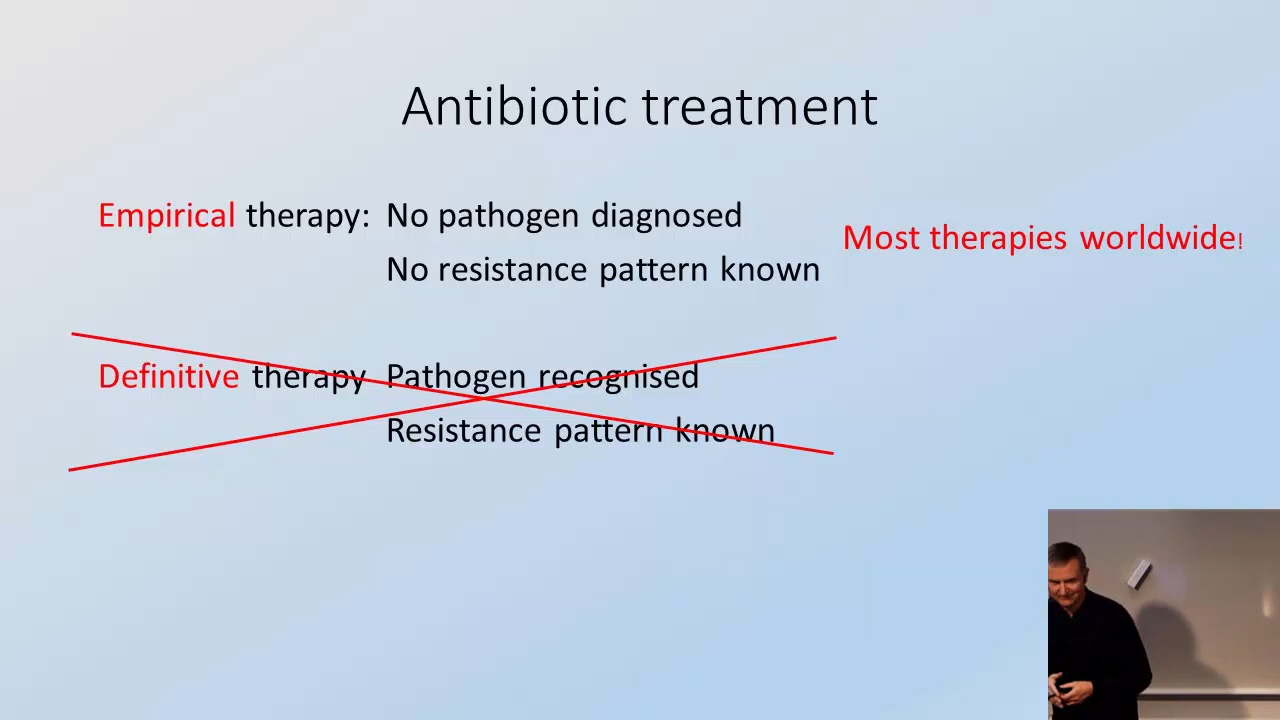 Antibiotic treatment
Empirical therapy: No pathogen diagnosed
Most therapies worldwide!
No resistance pattern known
Definitive therapy Pathogen recognised
Resistance pattern known